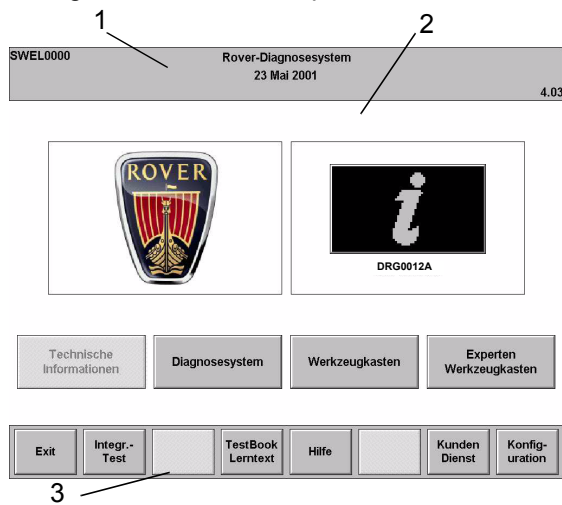 1
2
SWEL0000
Rover-Diagnosesystem
23 Mai 2001
4.03
ROVER
DRG0012A
Technische
Informationen
Diagnosesystem
Werkzeugkasten
Experten
Werkzeugkasten
Exit
Integr.-
Test
TestBook
Lerntext
Hilfe
Kunden
Dienst
Konfig-
uration
3